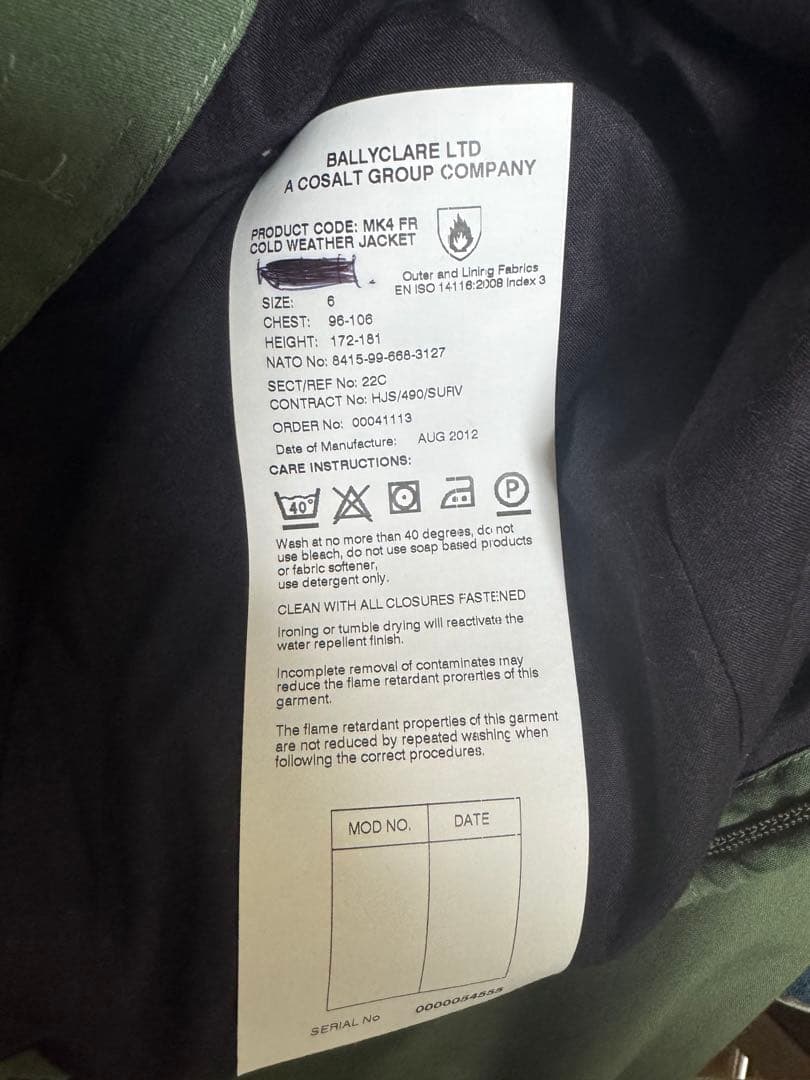 BALLYCLARE LTD
A COSALT GROUP COMPANY
PRODUCT CODE: MK4 FR
COLD WEATHER JACKET
Outer and Lining Fabrics
EN ISO 14116:2008 Index 3
SIZE: 6
CHEST: 96-106
HEIGHT: 172-181
NATO No: 8415-99-668-3127
SECT/REF No: 22C
CONTRACT No: HJS/490/SURV
ORDER No: 00041113
Date of Manufacture: AUG 2012
CARE INSTRUCTIONS:
40° P
Wash at no more than 40 degrees, do not
use bleach, do not use soap based products
or fabric softener,
use detergent only.
CLEAN WITH ALL CLOSURES FASTENED
Ironing or tumble drying will reactivate the
water repellent finish.
Incomplete removal of contaminates may
reduce the flame retardant prorerties of this
garment.
The flame retardant properties of this garment
are not reduced by repeated washing when
following the correct procedures.
MOD NO. DATE
SERIAL No 0000054555